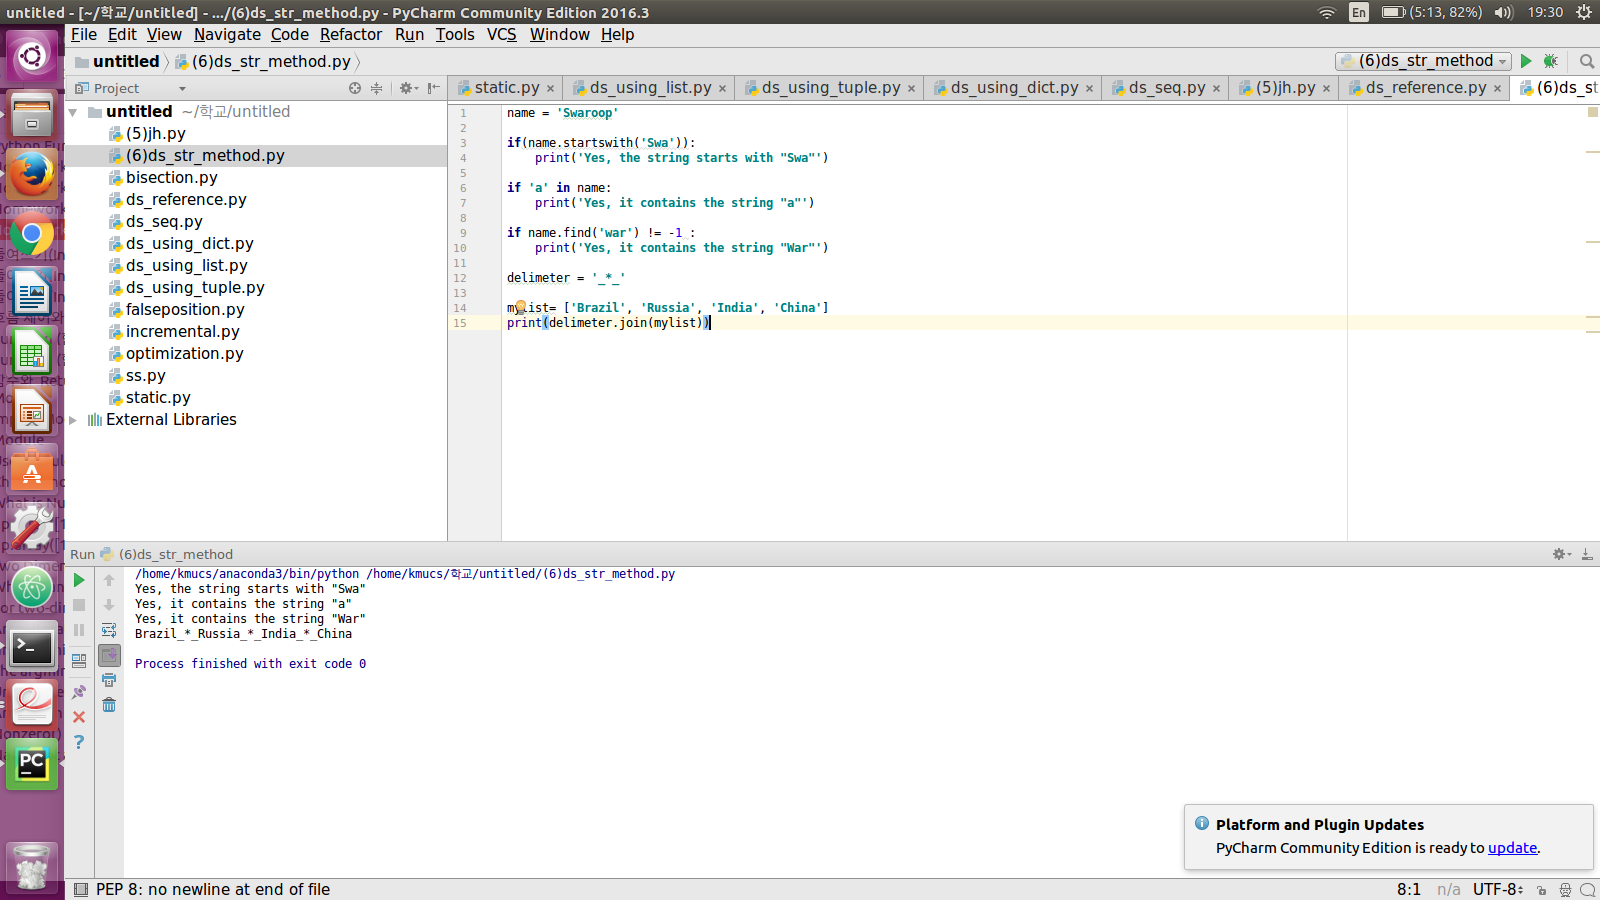 untitled - [~/학교/untitled] - .../(6)ds_str_method.py - PyCharm Community Edition 2016.3
En (5:13, 82%) 19:30
File Edit View Navigate Code Refactor Run Tools VCS Window Help
untitled (6)ds_str_method.py
(6)ds_str_method
Project
static.py ds_using_list.py ds_using_tuple.py ds_using_dict.py ds_seq.py (5)jh.py ds_reference.py (6)ds_st
untitled ~/학교/untitled
(5)jh.py
(6)ds_str_method.py
bisection.py
ds_reference.py
ds_seq.py
ds_using_dict.py
ds_using_list.py
ds_using_tuple.py
falseposition.py
incremental.py
optimization.py
ss.py
static.py
External Libraries
1 name = 'Swaroop'
2
3 if(name.startswith('Swa')):
4 print('Yes, the string starts with "Swa"')
5
6 if 'a' in name:
7 print('Yes, it contains the string "a"')
8
9 if name.find('war') != -1 :
10 print('Yes, it contains the string "War"')
11
12 delimeter = '_*_'
13
14 mylist= ['Brazil', 'Russia', 'India', 'China']
15 print(delimeter.join(mylist))
Run (6)ds_str_method
/home/kmucs/anaconda3/bin/python /home/kmucs/학교/untitled/(6)ds_str_method.py
Yes, the string starts with "Swa"
Yes, it contains the string "a"
Yes, it contains the string "War"
Brazil_*_Russia_*_India_*_China
Process finished with exit code 0
Platform and Plugin Updates
PyCharm Community Edition is ready to update.
PEP 8: no newline at end of file
8:1 n/a UTF-8